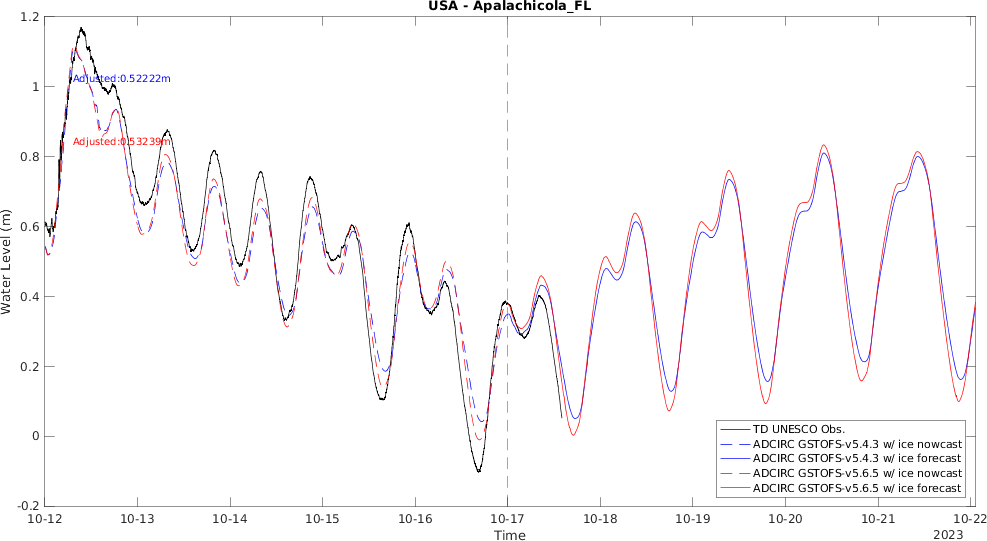 USA - Apalachicola_FL
1.2
1
0.8
0.6
0.4
0.2
0
-0.2
Water Level (m)
Adjusted:0.52222m
Adjusted:0.53239m
TD UNESCO Obs.
ADCIRC GSTOFS-v5.4.3 w/ ice nowcast
ADCIRC GSTOFS-v5.4.3 w/ ice forecast
ADCIRC GSTOFS-v5.6.5 w/ ice nowcast
ADCIRC GSTOFS-v5.6.5 w/ ice forecast
10-12 10-13 10-14 10-15 10-16 10-17 10-18 10-19 10-20 10-21 10-22
Time
2023